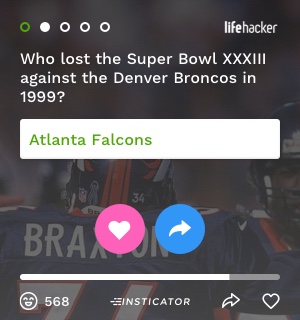 lifehacker
Who lost the Super Bowl XXXIII
against the Denver Broncos in
1999?
Atlanta Falcons
34
BRAXTON
568
INSTICATOR